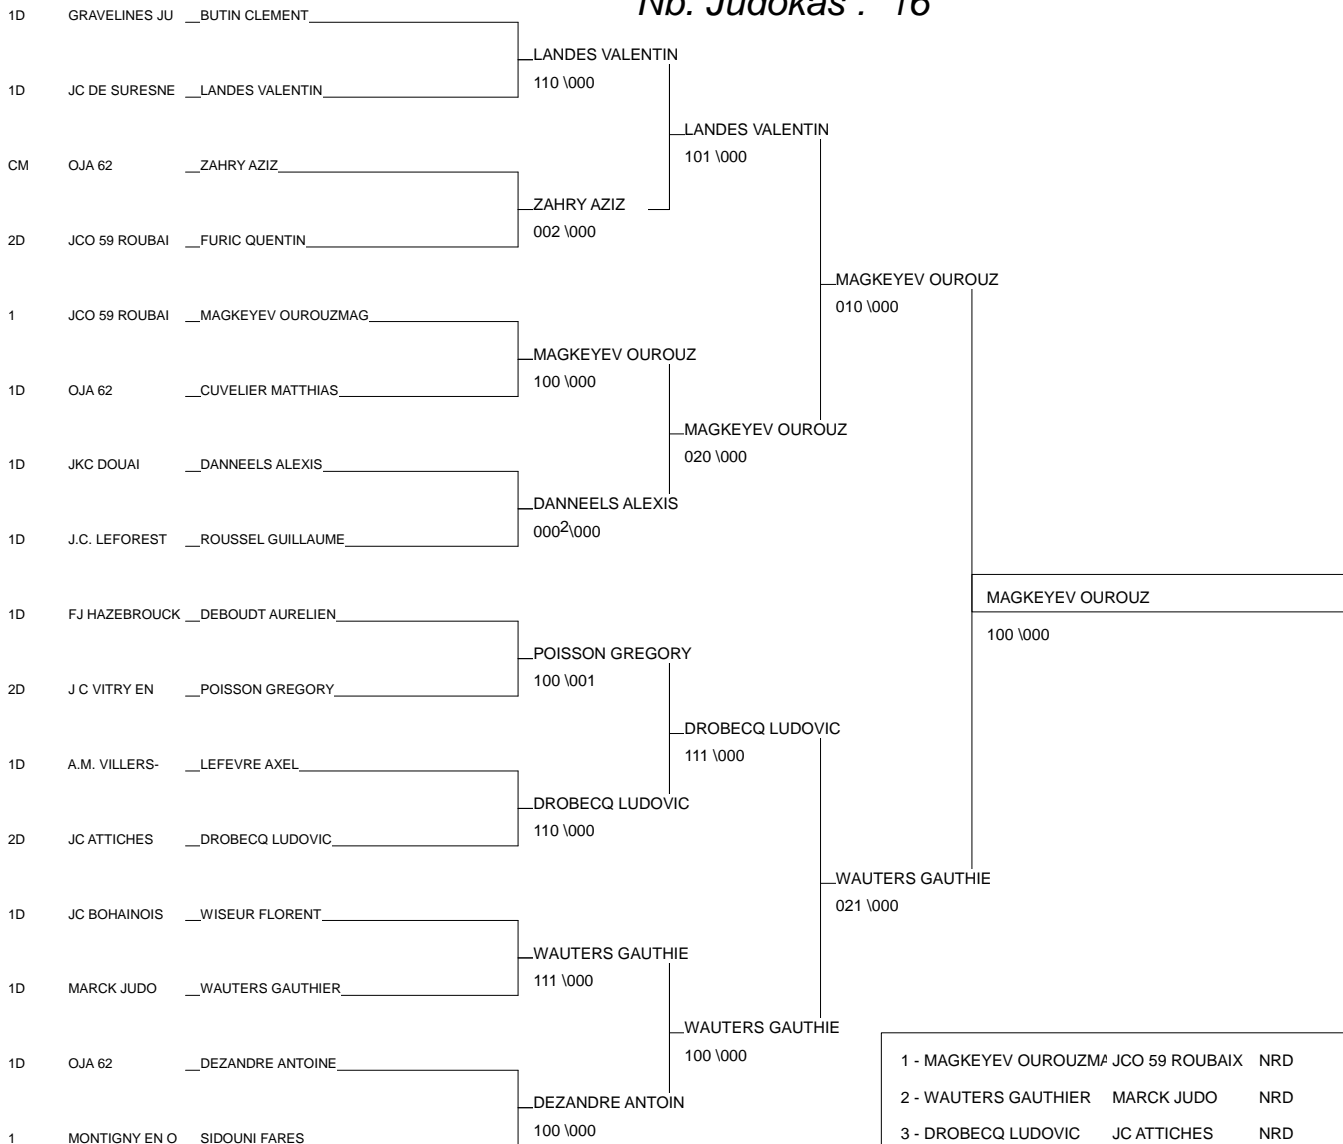 Nb. Judokas : 16
1D GRAVELINES JU BUTIN CLEMENT
LANDES VALENTIN
110 \000
1D JC DE SURESNE LANDES VALENTIN
LANDES VALENTIN
101 \000
CM OJA 62 ZAHRY AZIZ
ZAHRY AZIZ
002 \000
2D JCO 59 ROUBAI FURIC QUENTIN
MAGKEYEV OUROUZ
010 \000
1 JCO 59 ROUBAI MAGKEYEV OUROUZMAG
MAGKEYEV OUROUZ
100 \000
1D OJA 62 CUVELIER MATTHIAS
MAGKEYEV OUROUZ
020 \000
1D JKC DOUAI DANNEELS ALEXIS
DANNEELS ALEXIS
0002\000
1D J.C. LEFOREST ROUSSEL GUILLAUME
MAGKEYEV OUROUZ
100 \000
1D FJ HAZEBROUCK DEBOUDT AURELIEN
POISSON GREGORY
100 \001
2D J C VITRY EN POISSON GREGORY
DROBECQ LUDOVIC
111 \000
1D A.M. VILLERS- LEFEVRE AXEL
DROBECQ LUDOVIC
110 \000
2D JC ATTICHES DROBECQ LUDOVIC
WAUTERS GAUTHIE
021 \000
1D JC BOHAINOIS WISEUR FLORENT
WAUTERS GAUTHIE
111 \000
1D MARCK JUDO WAUTERS GAUTHIER
WAUTERS GAUTHIE
100 \000
1D OJA 62 DEZANDRE ANTOINE
DEZANDRE ANTOIN
100 \000
1 MONTIGNY EN O SIDOUNI FARES
1 - MAGKEYEV OUROUZMA JCO 59 ROUBAIX NRD
2 - WAUTERS GAUTHIER MARCK JUDO NRD
3 - DROBECQ LUDOVIC JC ATTICHES NRD